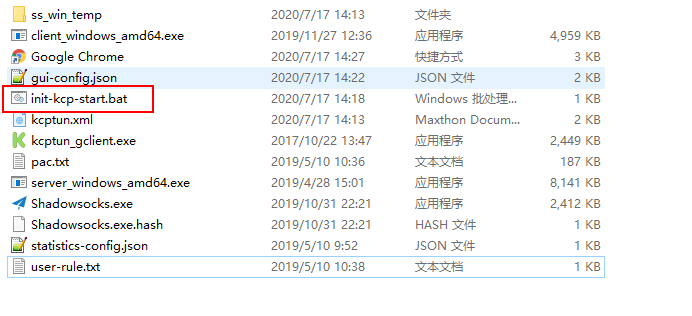 ss_win_temp 2020/7/17 14:13 文件夹
client_windows_amd64.exe 2019/11/27 12:36 应用程序 4,959 KB
Google Chrome 2020/7/17 14:27 快捷方式 3 KB
gui-config.json 2020/7/17 14:22 JSON 文件 2 KB
init-kcp-start.bat 2020/7/17 14:18 Windows 批处理... 1 KB
kcptun.xml 2020/7/17 14:18 Maxthon Docum... 1 KB
kcptun_gclient.exe 2017/10/22 13:47 应用程序 2,449 KB
pac.txt 2019/5/10 10:36 文本文档 187 KB
server_windows_amd64.exe 2019/4/28 15:01 应用程序 8,141 KB
Shadowsocks.exe 2019/10/31 22:21 应用程序 2,412 KB
Shadowsocks.exe.hash 2019/10/31 22:21 HASH 文件 1 KB
statistics-config.json 2019/5/10 9:52 JSON 文件 1 KB
user-rule.txt 2019/5/10 10:38 文本文档 1 KB